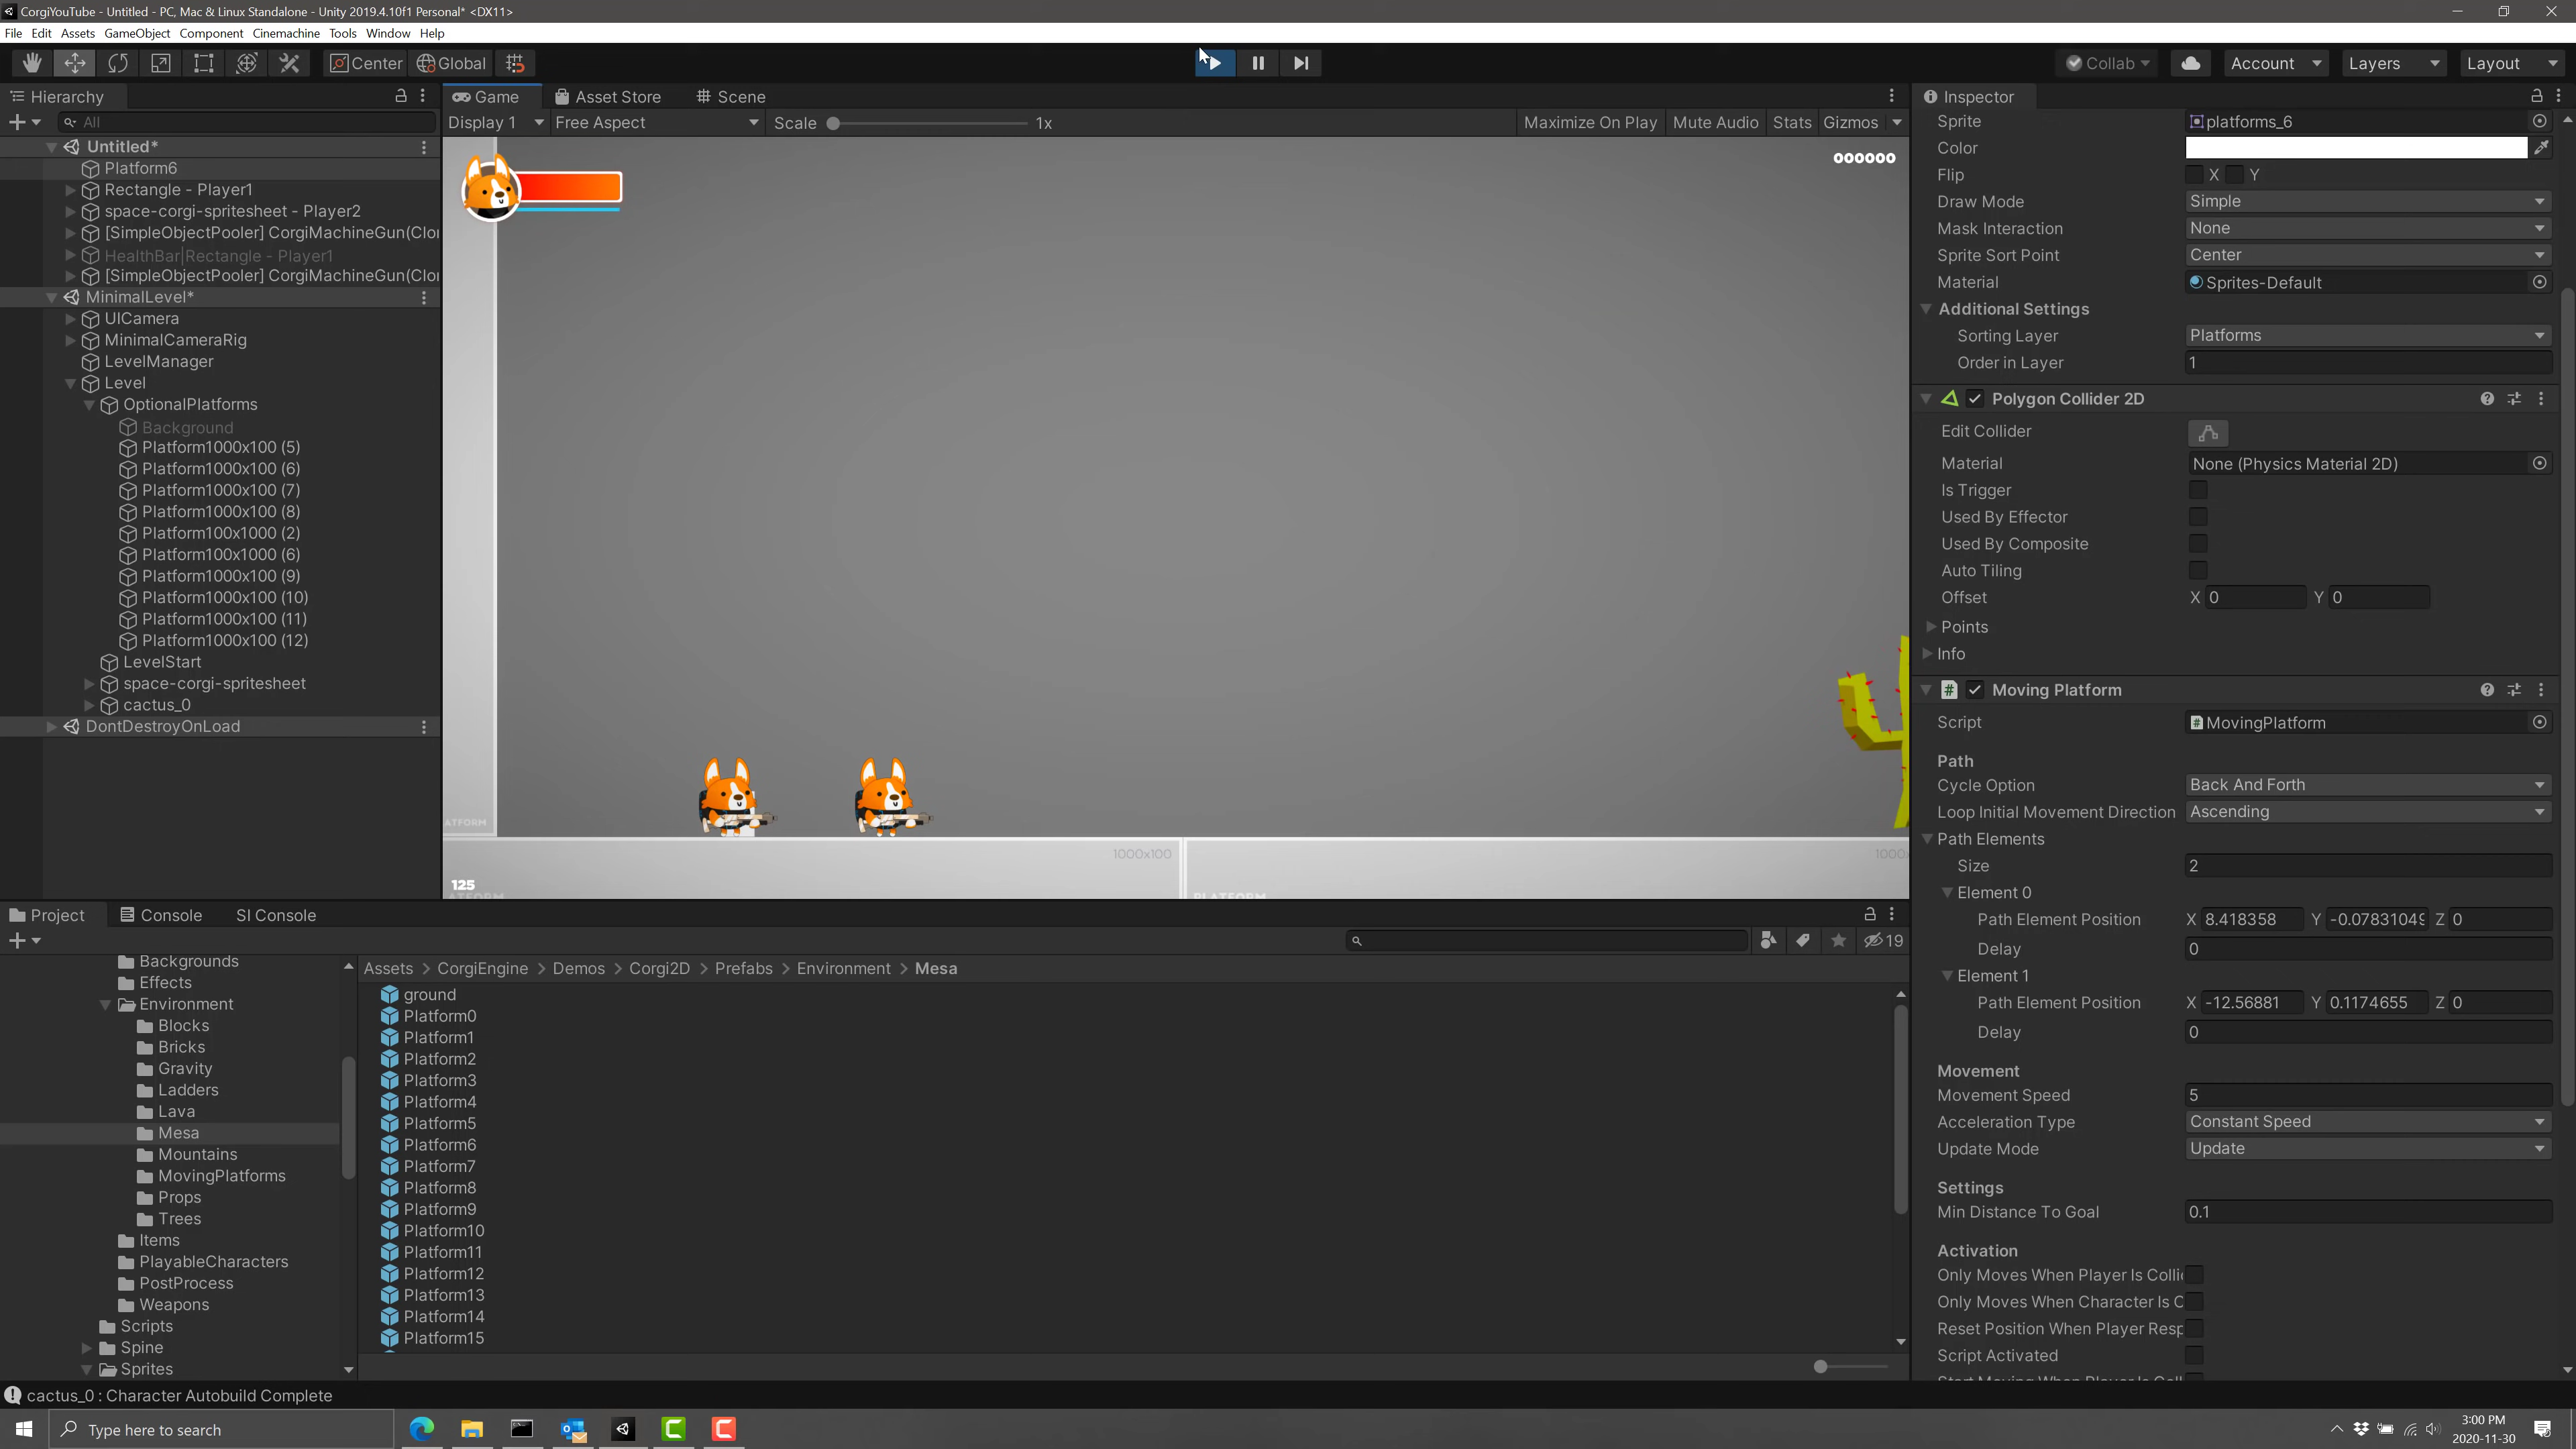 CorgiYouTube - Untitled - PC, Mac & Linux Standalone - Unity 2019.4.10f1 Personal* <DX11>
File Edit Assets GameObject Component Cinemachine Tools Window Help
Center Global Collab Account Layers Layout
Hierarchy
All
Untitled*
Platform6
Rectangle - Player1
space-corgi-spritesheet - Player2
[SimpleObjectPooler] CorgiMachineGun(Clo
HealthBar|Rectangle - Player1
[SimpleObjectPooler] CorgiMachineGun(Clo
MinimalLevel*
UICamera
MinimalCameraRig
LevelManager
Level
OptionalPlatforms
Background
Platform1000x100 (5)
Platform1000x100 (6)
Platform1000x100 (7)
Platform1000x100 (8)
Platform100x1000 (2)
Platform100x1000 (6)
Platform1000x100 (9)
Platform1000x100 (10)
Platform1000x100 (11)
Platform1000x100 (12)
LevelStart
space-corgi-spritesheet
cactus_0
DontDestroyOnLoad
Game Asset Store Scene
Display 1 Free Aspect Scale 1x Maximize On Play Mute Audio Stats Gizmos
000000
ATFORM
1000x100
1000
125
ATFORM
PLATFORM
Inspector
Sprite platforms_6
Color
Flip X Y
Draw Mode Simple
Mask Interaction None
Sprite Sort Point Center
Material Sprites-Default
Additional Settings
Sorting Layer Platforms
Order in Layer 1
Polygon Collider 2D
Edit Collider
Material None (Physics Material 2D)
Is Trigger
Used By Effector
Used By Composite
Auto Tiling
Offset X 0 Y 0
Points
Info
Moving Platform
Script MovingPlatform
Path
Cycle Option Back And Forth
Loop Initial Movement Direction Ascending
Path Elements
Size 2
Element 0
Path Element Position X 8.418358 Y -0.0783104 Z 0
Delay 0
Element 1
Path Element Position X -12.56881 Y 0.1174655 Z 0
Delay 0
Movement
Movement Speed 5
Acceleration Type Constant Speed
Update Mode Update
Settings
Min Distance To Goal 0.1
Activation
Only Moves When Player Is Colli
Only Moves When Character Is C
Reset Position When Player Resp
Script Activated
Start Moving When Player Is Coll
Project Console SI Console
19
Backgrounds
Effects
Environment
Blocks
Bricks
Gravity
Ladders
Lava
Mesa
Mountains
MovingPlatforms
Props
Trees
Items
PlayableCharacters
PostProcess
Weapons
Scripts
Spine
Sprites
Assets > CorgiEngine > Demos > Corgi2D > Prefabs > Environment > Mesa
ground
Platform0
Platform1
Platform2
Platform3
Platform4
Platform5
Platform6
Platform7
Platform8
Platform9
Platform10
Platform11
Platform12
Platform13
Platform14
Platform15
cactus_0 : Character Autobuild Complete
Type here to search
3:00 PM
2020-11-30